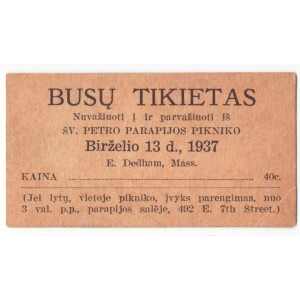 BUSŲ TIKIETAS
Nuvažiuoti į ir parvažiuoti iš
ŠV. PETRO PARAPIJOS PIKNIKO
Birželio 13 d., 1937
E. Dedham, Mass.
KAINA ........................................ 40c.
(Jei lytų, vietoje pikniko, įvyks parengimas, nuo
3 val. p.p., parapijos salėje, 492 E. 7th Street.)